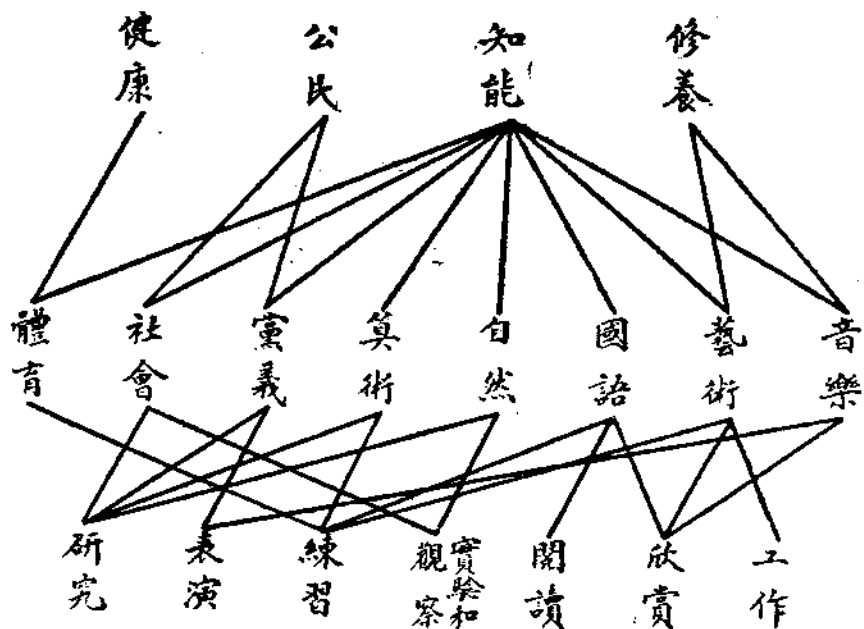 健康
公民
知能
修養
體育
社會
黨義
算術
自然
國語
藝術
音樂
研究
表演
練習
實驗和
觀察
閱讀
欣賞
工作